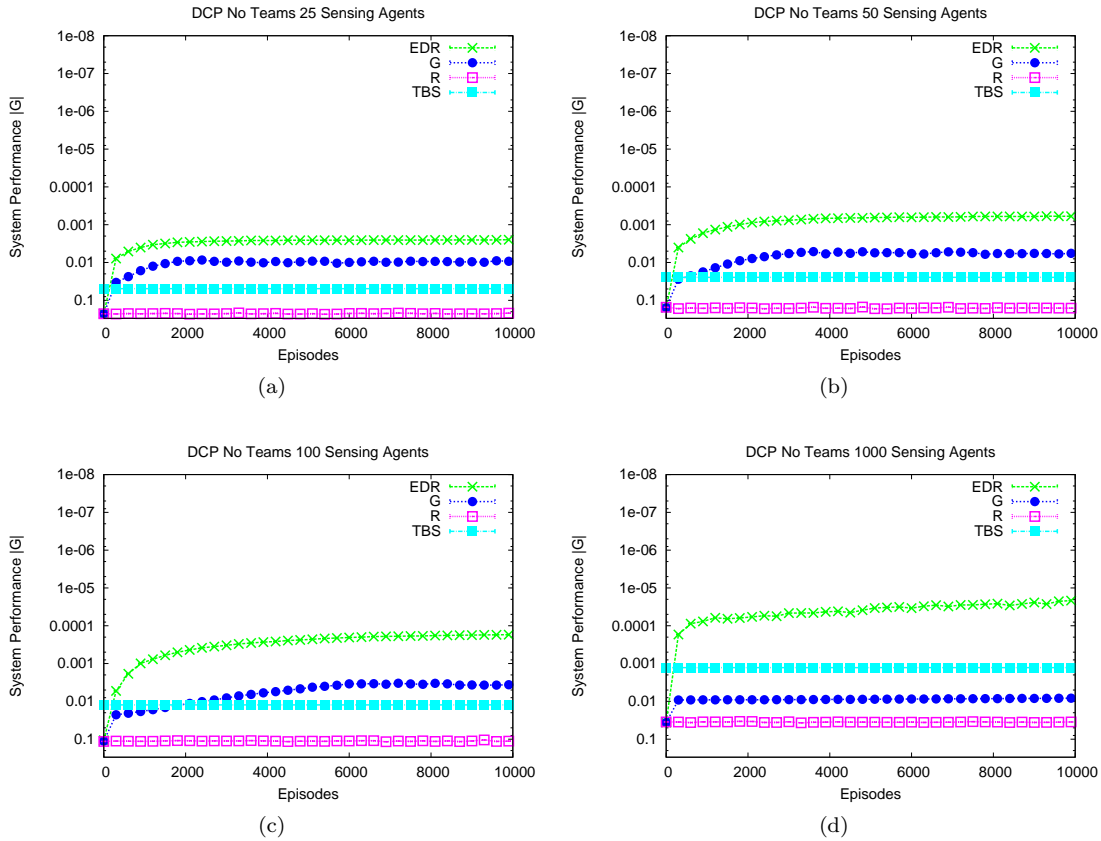 DCP No Teams 25 Sensing Agents
System Performance |G|
1e-08
1e-07
1e-06
1e-05
0.0001
0.001
0.01
0.1
EDR
G
R
TBS
0 2000 4000 6000 8000 10000
Episodes
(a)
DCP No Teams 50 Sensing Agents
System Performance |G|
1e-08
1e-07
1e-06
1e-05
0.0001
0.001
0.01
0.1
EDR
G
R
TBS
0 2000 4000 6000 8000 10000
Episodes
(b)
DCP No Teams 100 Sensing Agents
System Performance |G|
1e-08
1e-07
1e-06
1e-05
0.0001
0.001
0.01
0.1
EDR
G
R
TBS
0 2000 4000 6000 8000 10000
Episodes
(c)
DCP No Teams 1000 Sensing Agents
System Performance |G|
1e-08
1e-07
1e-06
1e-05
0.0001
0.001
0.01
0.1
EDR
G
R
TBS
0 2000 4000 6000 8000 10000
Episodes
(d)